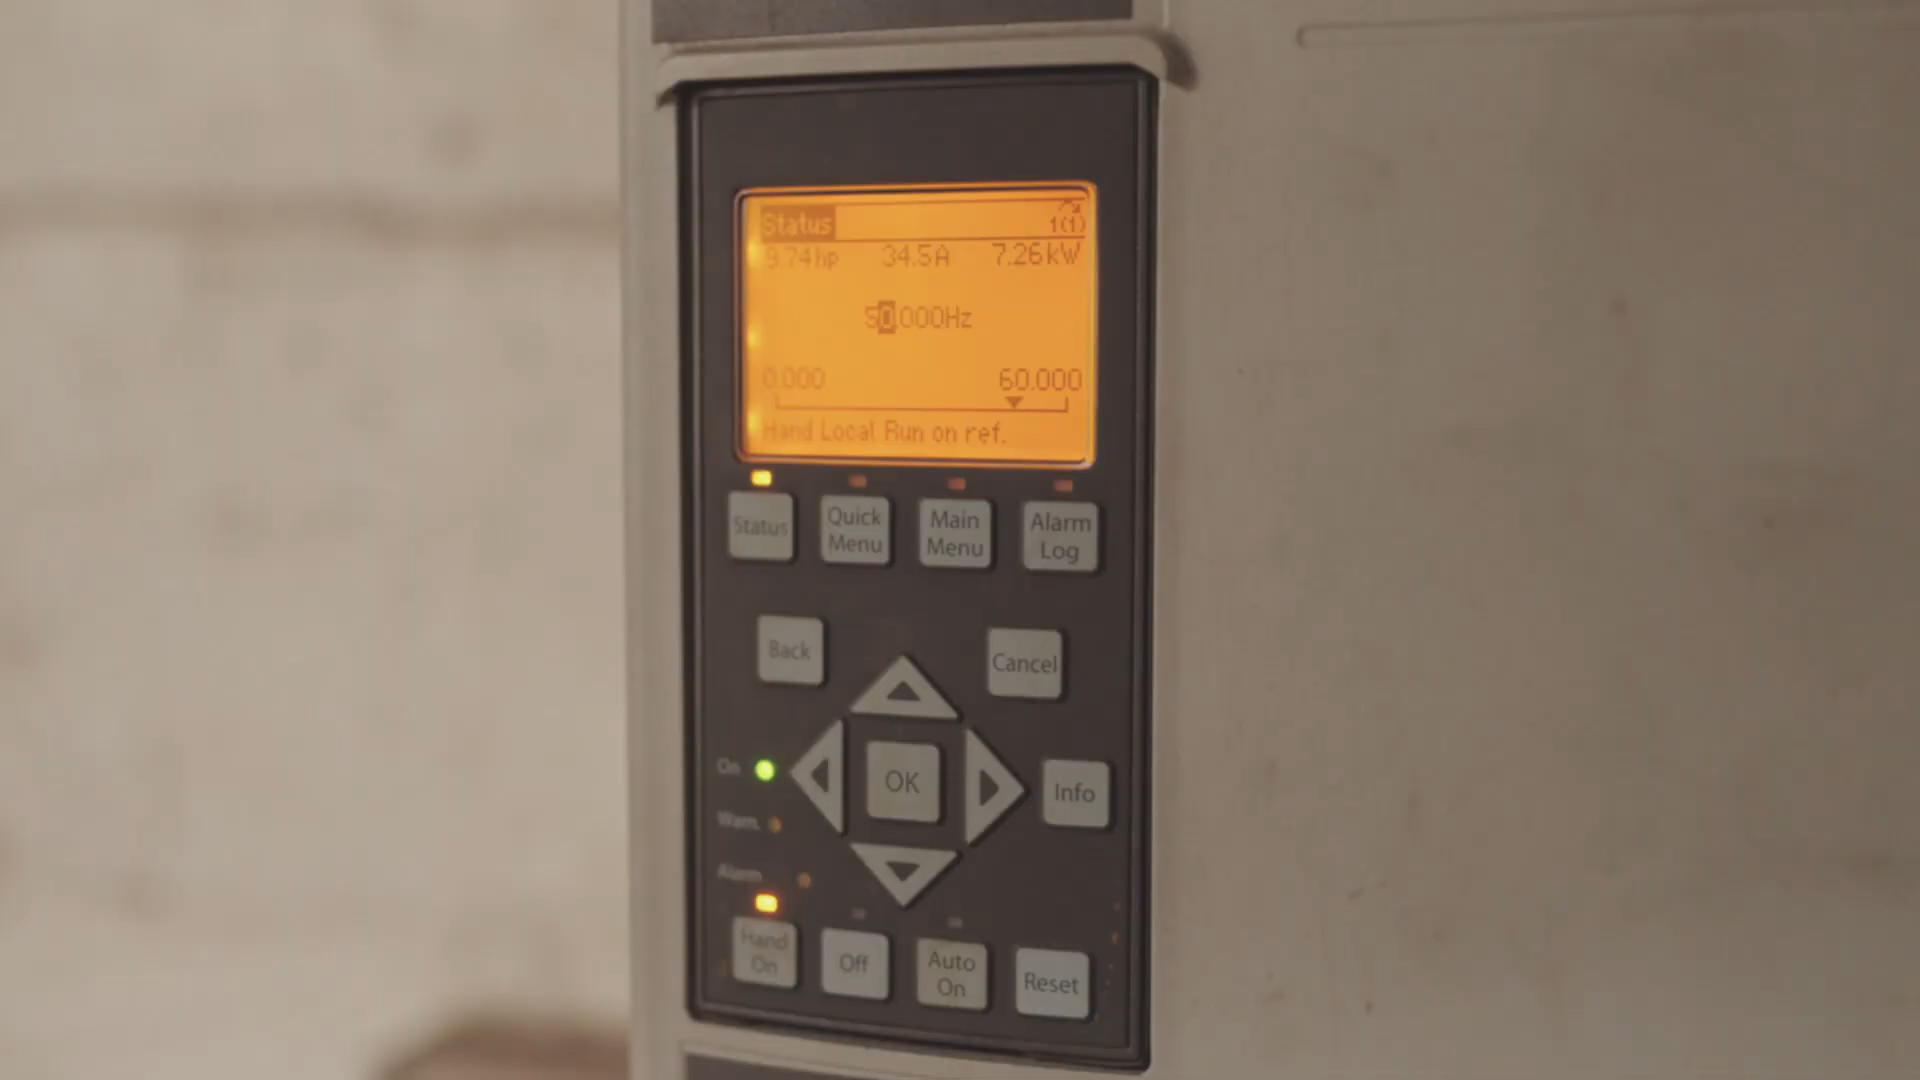 Status 1(1)
9.74hp 34.5A 7.26kW
50.000Hz
0.000 60.000
Hand Local Run on ref.
Status Quick Menu Main Menu Alarm Log
Back Cancel
On OK Info
Warn.
Alarm
Hand On Off Auto On Reset